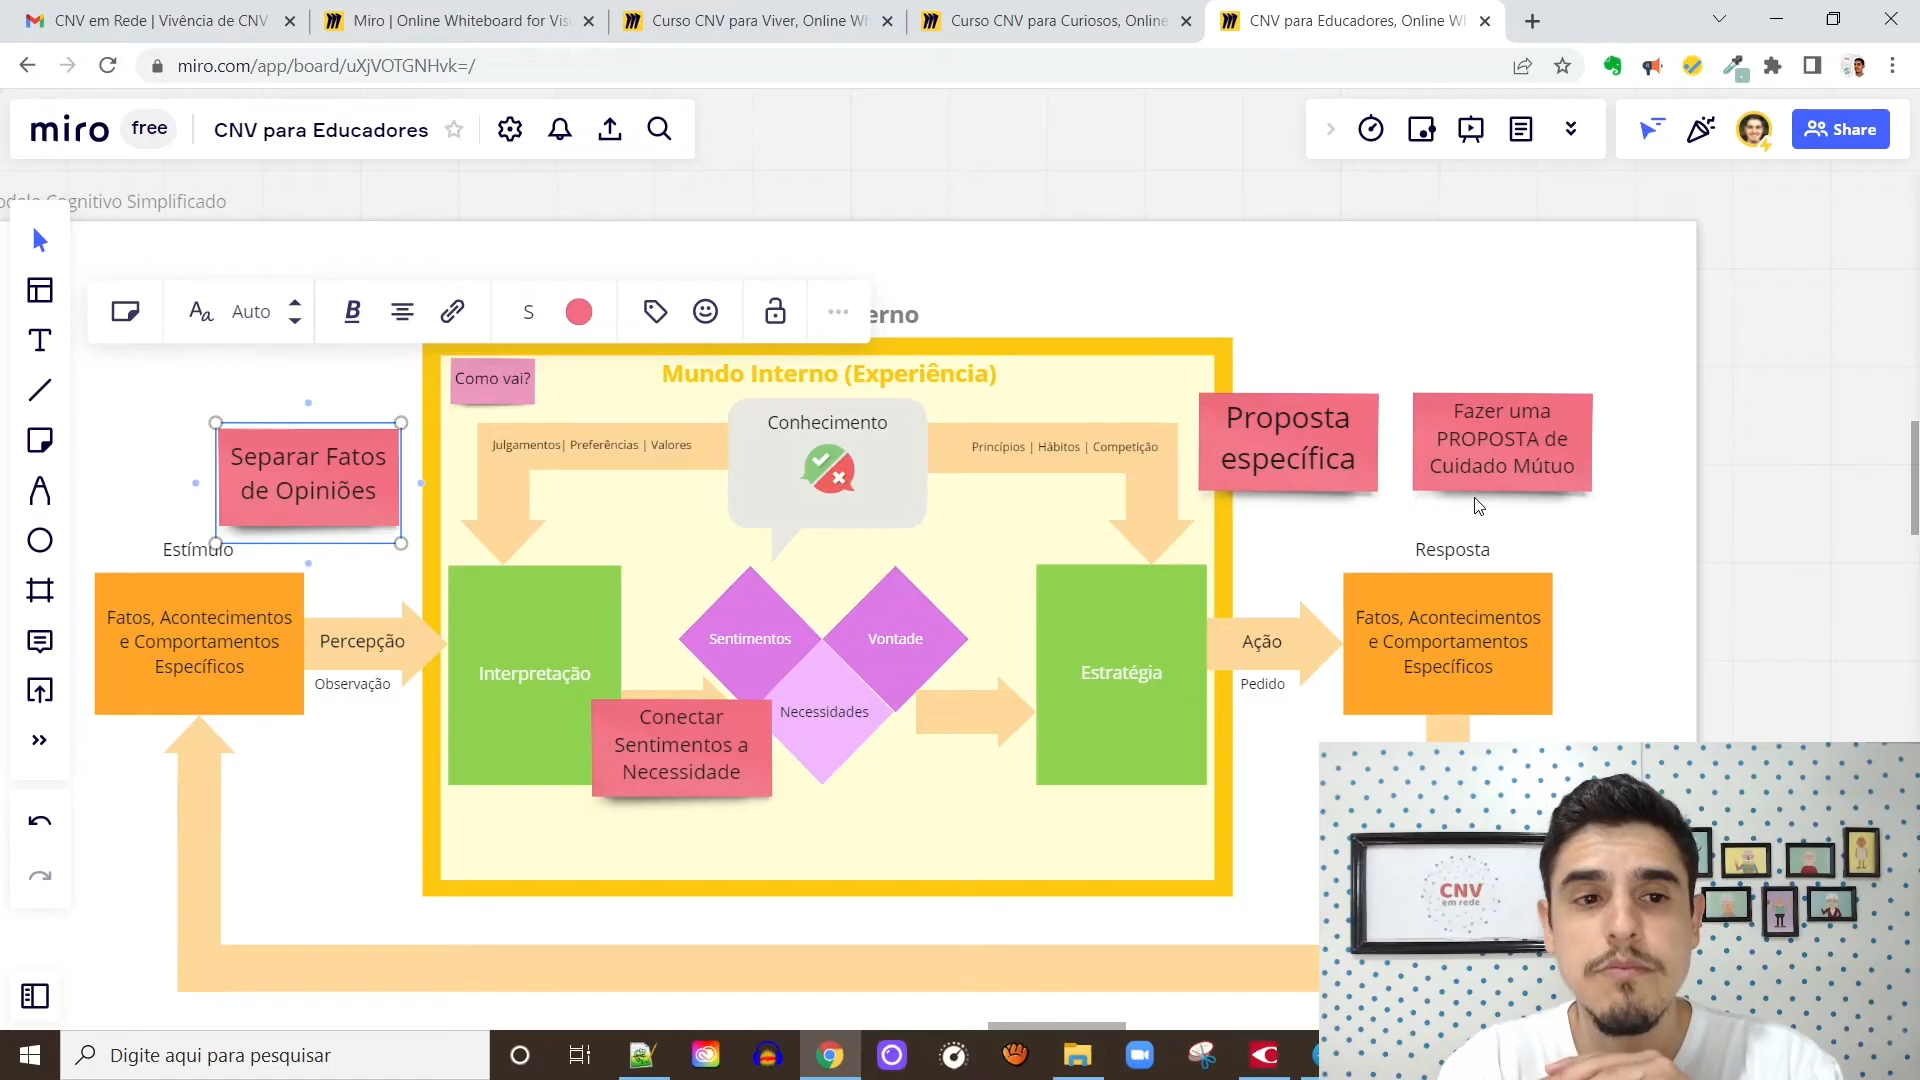 CNV em Rede | Vivência de CNV
Miro | Online Whiteboard for Vis
Curso CNV para Viver, Online Wh
Curso CNV para Curiosos, Online
CNV para Educadores, Online Wh
miro.com/app/board/uXjVOTGNHvk=/
miro
free
CNV para Educadores
Share
Cognitivo Simplificado
Auto
B
S
erno
Mundo Interno (Experiência)
Como vai?
Conhecimento
Julgamentos| Preferências | Valores
Princípios | Hábitos | Competição
Separar Fatos
de Opiniões
Proposta
específica
Fazer uma
PROPOSTA de
Cuidado Mútuo
Estímulo
Resposta
Fatos, Acontecimentos
e Comportamentos
Específicos
Percepção
Observação
Interpretação
Sentimentos
Vontade
Necessidades
Conectar
Sentimentos a
Necessidade
Estratégia
Ação
Pedido
Fatos, Acontecimentos
e Comportamentos
Específicos
CNV
em rede
Digite aqui para pesquisar